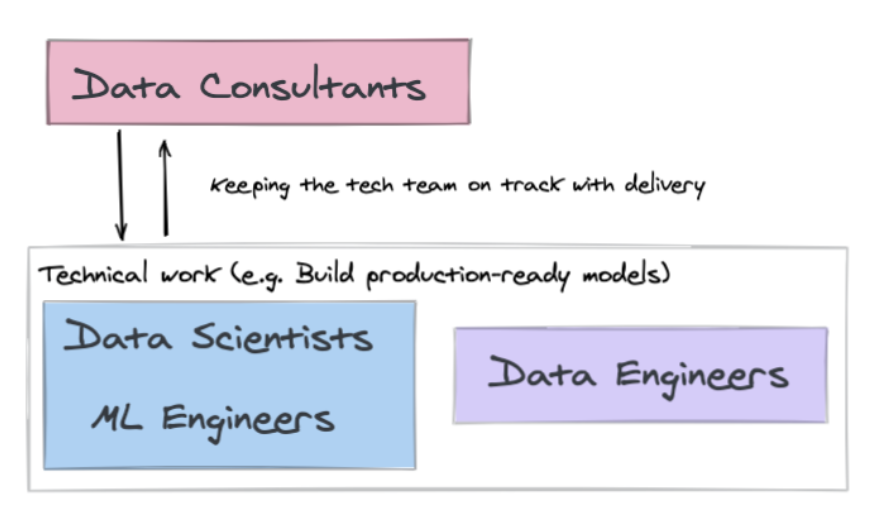 Data Consultants
Keeping the tech team on track with delivery
Technical work (e.g. Build production-ready models)
Data Scientists
ML Engineers
Data Engineers